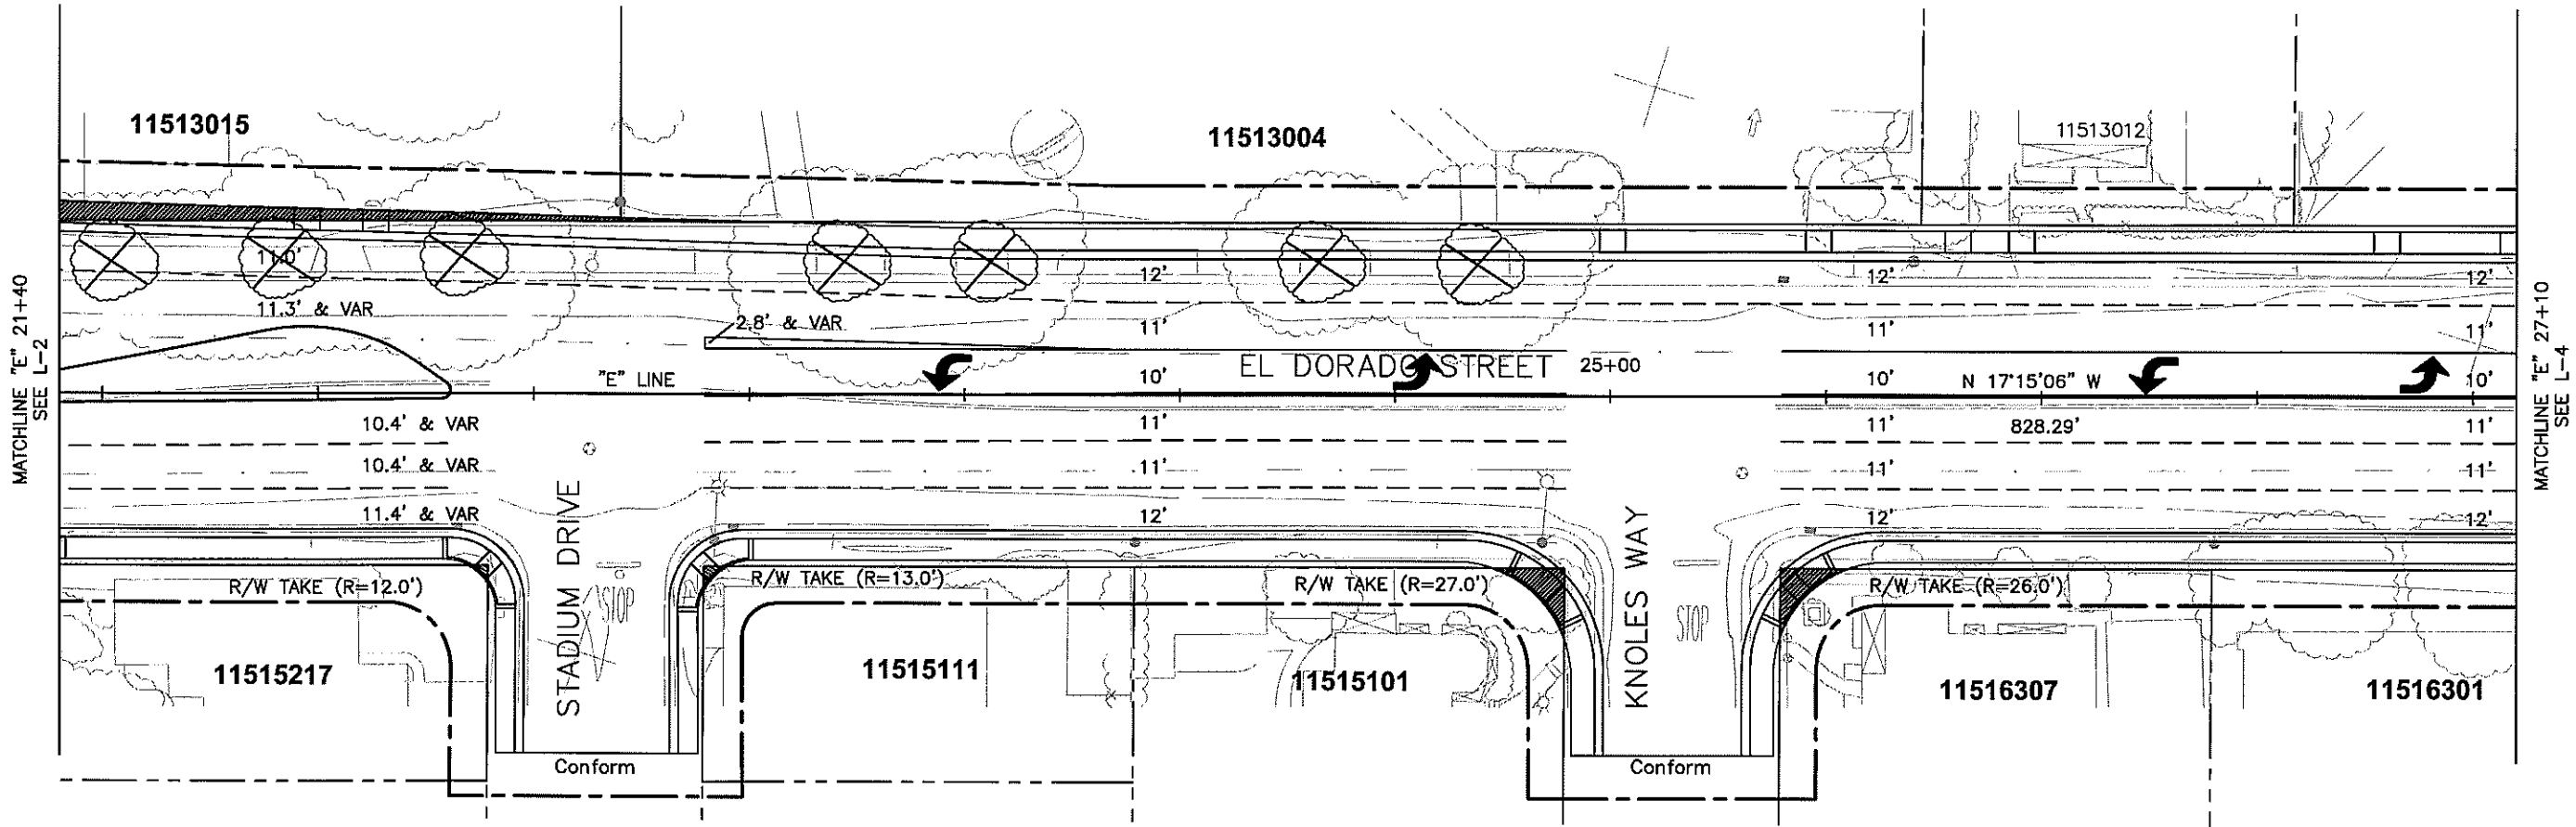 11513015
11513004
11513012
MATCHLINE "E" 21+40
SEE L-2
11.0'
12'
12'
12'
11.3' & VAR
2.8' & VAR
11'
11'
11'
EL DORADO STREET
25+00
"E" LINE
10'
10'
N 17°15'06" W
10'
10.4' & VAR
11'
11'
828.29'
11'
10.4' & VAR
11'
11'
11'
11.4' & VAR
12'
12'
12'
MATCHLINE "E" 27+10
SEE L-4
R/W TAKE (R=12.0')
STADIUM DRIVE
STOP
R/W TAKE (R=13.0')
R/W TAKE (R=27.0')
KNOLES WAY
STOP
R/W TAKE (R=26.0')
11515217
11515111
11515101
11516307
11516301
Conform
Conform